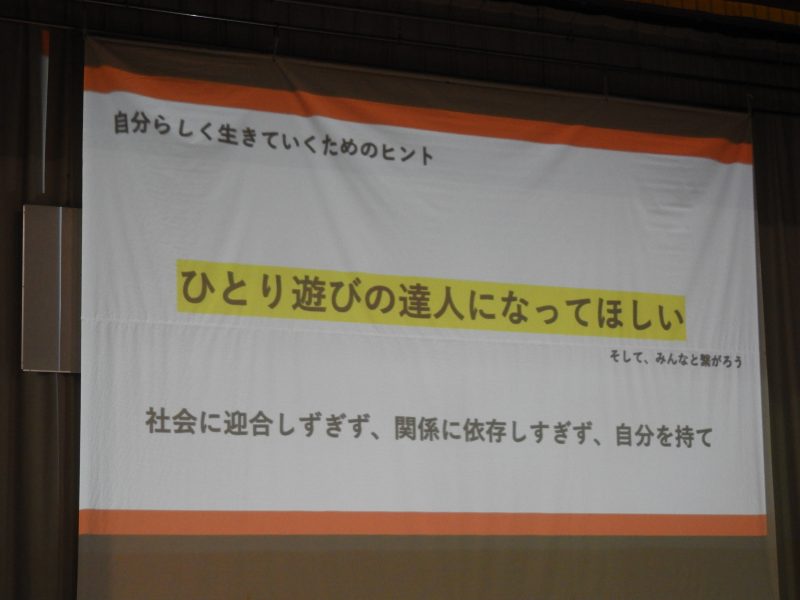 自分らしく生きていくためのヒント
ひとり遊びの達人になってほしい
そして、みんなと繋がろう
社会に迎合しずぎず、関係に依存しすぎず、自分を持て